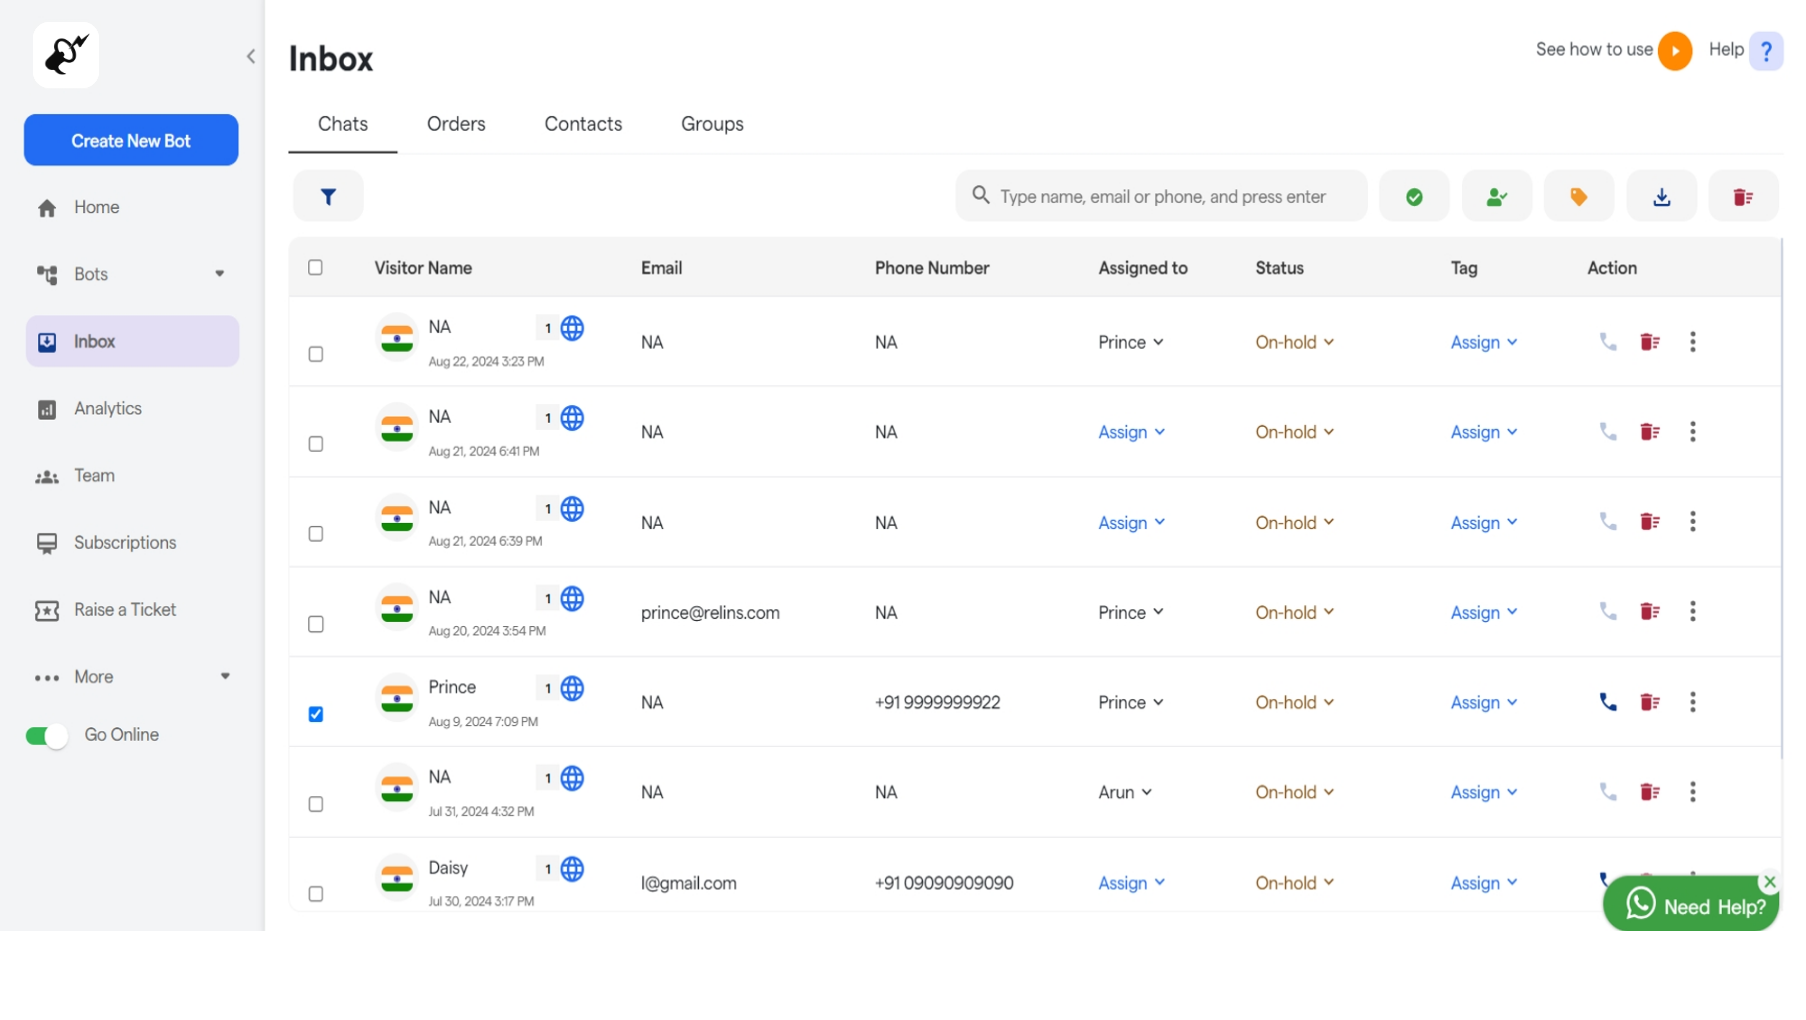 Inbox
See how to use
Help ?
Create New Bot
Chats Orders Contacts Groups
Type name, email or phone, and press enter
Home
Bots
Inbox
Analytics
Team
Subscriptions
Raise a Ticket
More
Go Online
Visitor Name Email Phone Number Assigned to Status Tag Action
NA 1 NA NA Prince On-hold Assign
Aug 22, 2024 3:23 PM
NA 1 NA NA Assign On-hold Assign
Aug 21, 2024 6:41 PM
NA 1 NA NA Assign On-hold Assign
Aug 21, 2024 6:39 PM
NA 1 prince@relins.com NA Prince On-hold Assign
Aug 20, 2024 3:54 PM
Prince 1 NA +91 9999999922 Prince On-hold Assign
Aug 9, 2024 7:09 PM
NA 1 NA NA Arun On-hold Assign
Jul 31, 2024 4:32 PM
Daisy 1 l@gmail.com +91 09090909090 Assign On-hold Assign
Jul 30, 2024 3:17 PM
Need Help?